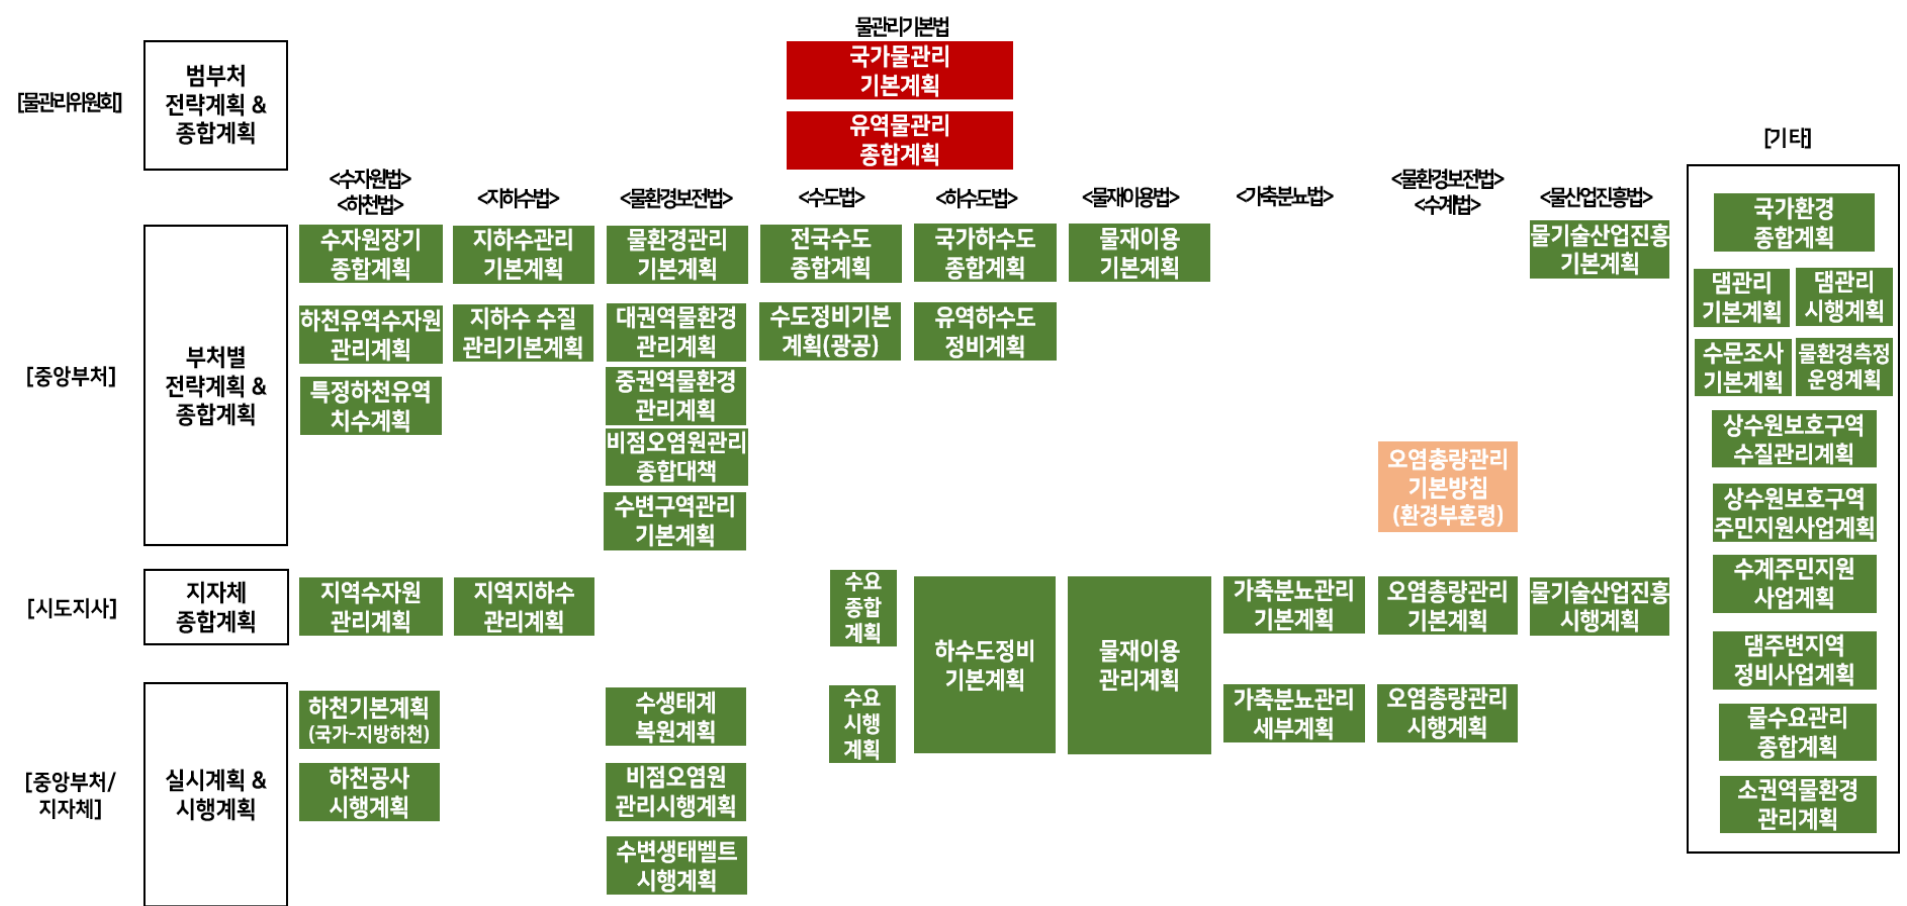 물관리기본법
[물관리위원회]
범부처
전략계획 &
종합계획
국가물관리
기본계획
유역물관리
종합계획
[기타]
<수자원법>
<하천법>
<지하수법>
<물환경보전법>
<수도법>
<하수도법>
<물재이용법>
<가축분뇨법>
<물환경보전법>
<수계법>
<물산업진흥법>
[중앙부처]
부처별
전략계획 &
종합계획
수자원장기
종합계획
하천유역수자원
관리계획
특정하천유역
치수계획
지하수관리
기본계획
지하수 수질
관리기본계획
물환경관리
기본계획
대권역물환경
관리계획
중권역물환경
관리계획
비점오염원관리
종합대책
수변구역관리
기본계획
전국수도
종합계획
수도정비기본
계획(광공)
국가하수도
종합계획
유역하수도
정비계획
물재이용
기본계획
오염총량관리
기본방침
(환경부훈령)
물기술산업진흥
기본계획
[시도지사]
지자체
종합계획
지역수자원
관리계획
지역지하수
관리계획
수요
종합
계획
하수도정비
기본계획
물재이용
관리계획
가축분뇨관리
기본계획
오염총량관리
기본계획
물기술산업진흥
시행계획
[중앙부처/
지자체]
실시계획 &
시행계획
하천기본계획
(국가-지방하천)
하천공사
시행계획
수생태계
복원계획
비점오염원
관리시행계획
수변생태벨트
시행계획
수요
시행
계획
가축분뇨관리
세부계획
오염총량관리
시행계획
국가환경
종합계획
댐관리
기본계획
댐관리
시행계획
수문조사
기본계획
물환경측정
운영계획
상수원보호구역
수질관리계획
상수원보호구역
주민지원사업계획
수계주민지원
사업계획
댐주변지역
정비사업계획
물수요관리
종합계획
소권역물환경
관리계획